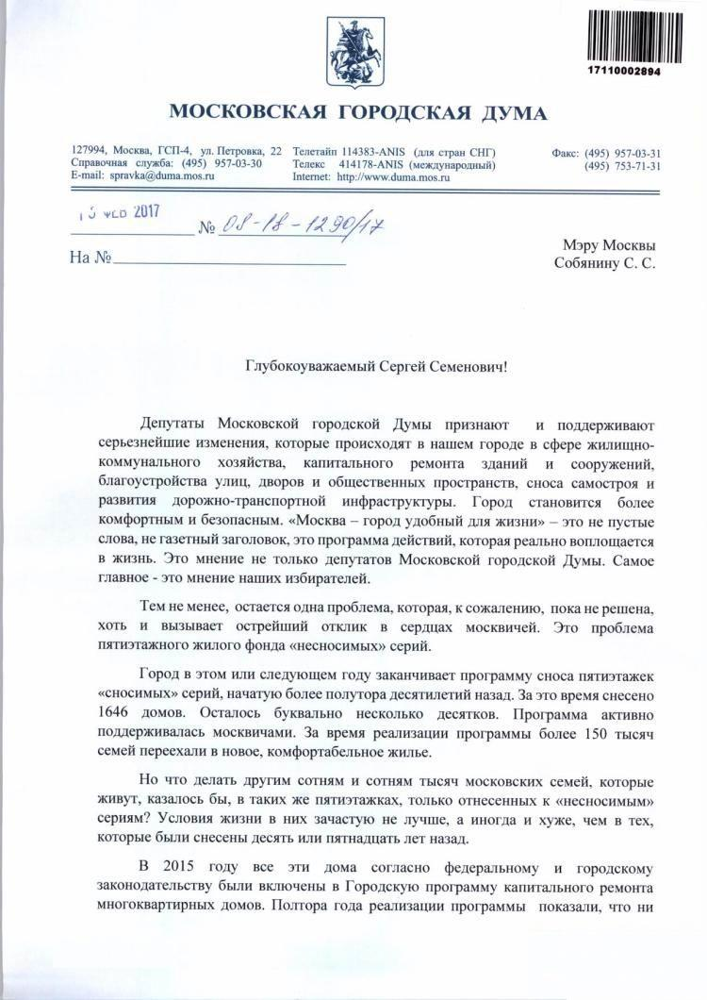 17110002894
МОСКОВСКАЯ ГОРОДСКАЯ ДУМА
127994, Москва, ГСП-4, ул. Петровка, 22 Телетайп 114383-ANIS (для стран СНГ) Факс: (495) 957-03-31
Справочная служба: (495) 957-03-30 Телекс 414178-ANIS (международный) (495) 753-71-31
E-mail: spravka@duma.mos.ru Internet: http://www.duma.mos.ru
2017
№ 08-18-1290/17
На №
Мэру Москвы
Собянину С. С.
Глубокоуважаемый Сергей Семенович!
Депутаты Московской городской Думы признают и поддерживают
серьезнейшие изменения, которые происходят в нашем городе в сфере жилищно-
коммунального хозяйства, капитального ремонта зданий и сооружений,
благоустройства улиц, дворов и общественных пространств, сноса самостроя и
развития дорожно-транспортной инфраструктуры. Город становится более
комфортным и безопасным. «Москва – город удобный для жизни» – это не пустые
слова, не газетный заголовок, это программа действий, которая реально воплощается
в жизнь. Это мнение не только депутатов Московской городской Думы. Самое
главное - это мнение наших избирателей.
Тем не менее, остается одна проблема, которая, к сожалению, пока не решена,
хоть и вызывает острейший отклик в сердцах москвичей. Это проблема
пятиэтажного жилого фонда «несносимых» серий.
Город в этом или следующем году заканчивает программу сноса пятиэтажек
«сносимых» серий, начатую более полутора десятилетий назад. За это время снесено
1646 домов. Осталось буквально несколько десятков. Программа активно
поддерживалась москвичами. За время реализации программы более 150 тысяч
семей переехали в новое, комфортабельное жилье.
Но что делать другим сотням и сотням тысяч московских семей, которые
живут, казалось бы, в таких же пятиэтажках, только отнесенных к «несносимым»
сериям? Условия жизни в них зачастую не лучше, а иногда и хуже, чем в тех,
которые были снесены десять или пятнадцать лет назад.
В 2015 году все эти дома согласно федеральному и городскому
законодательству были включены в Городскую программу капитального ремонта
многоквартирных домов. Полтора года реализации программы показали, что ни